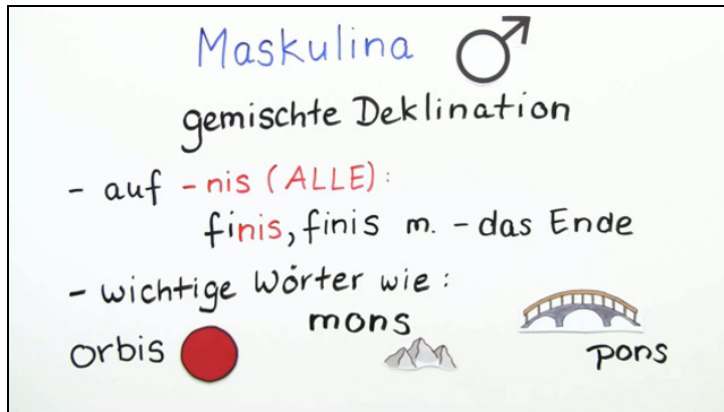 Maskulina
gemischte Deklination
- auf -nis (ALLE):
finis, finis m. - das Ende
- wichtige Wörter wie:
orbis mons pons